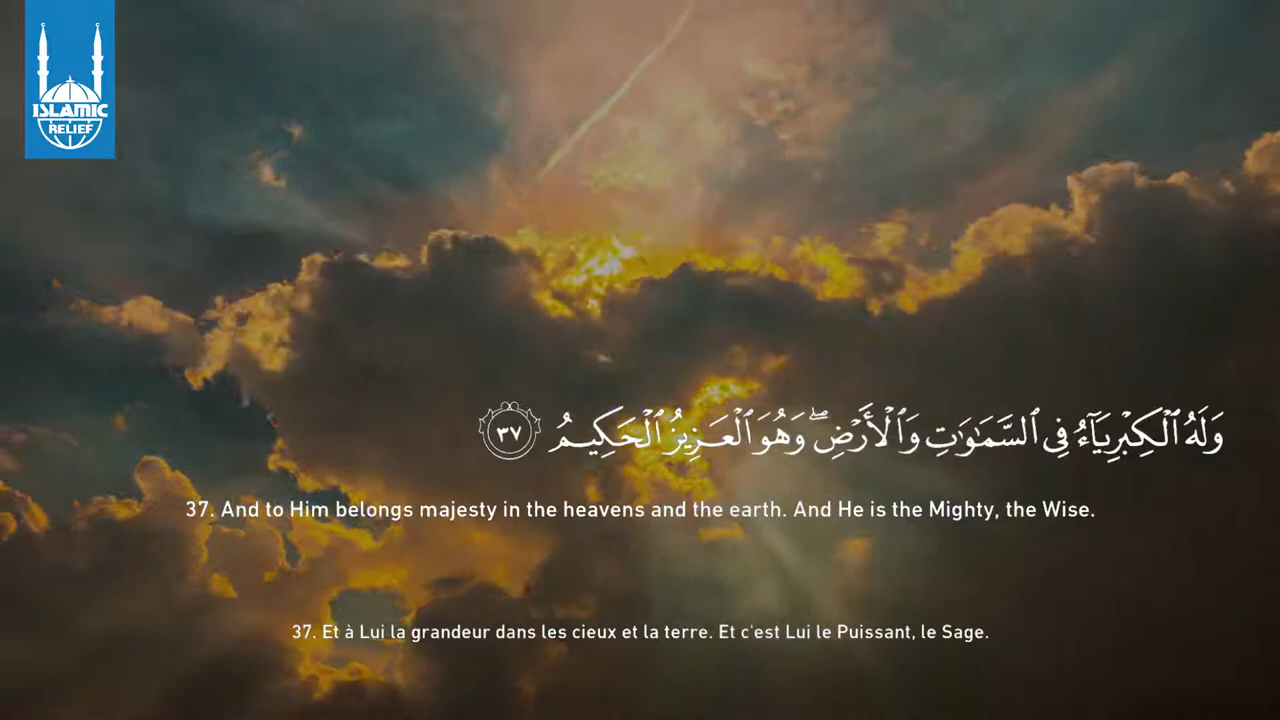 ISLAMIC
RELIEF
وَلَهُ ٱلْكِبْرِيَآءُ فِى ٱلسَّمَـٰوَٰتِ وَٱلْأَرْضِ ۖ وَهُوَ ٱلْعَزِيزُ ٱلْحَكِيمُ ٣٧
37. And to Him belongs majesty in the heavens and the earth. And He is the Mighty, the Wise.
37. Et à Lui la grandeur dans les cieux et la terre. Et c'est Lui le Puissant, le Sage.